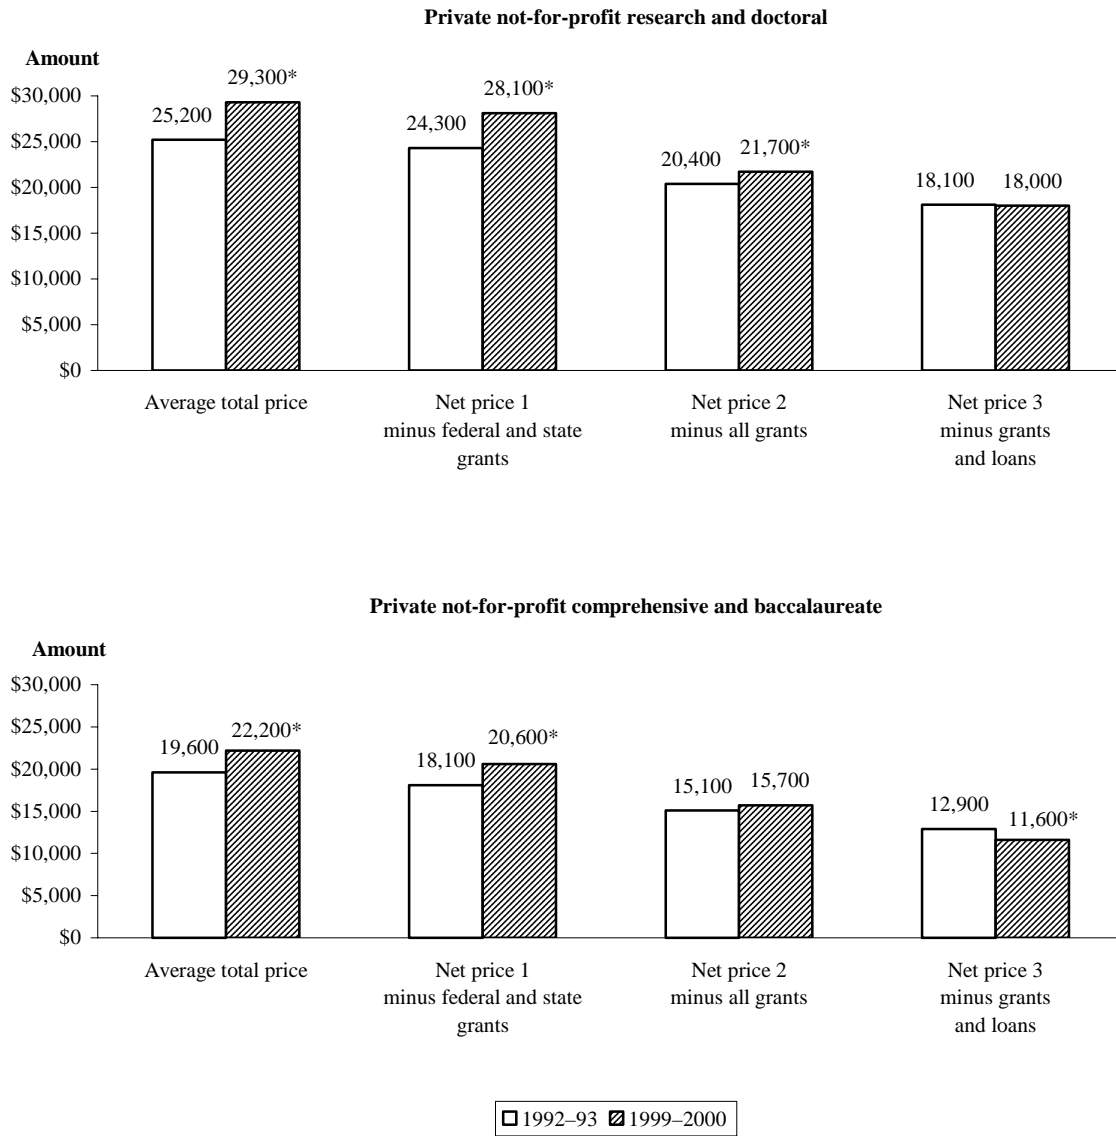 Private not-for-profit research and doctoral
Amount
29,300*
28,100*
$30,000
25,200
24,300
21,700*
$25,000
20,400
18,100
18,000
$20,000
$15,000
$10,000
$5,000
$0
Average total price
Net price 1
minus federal and state
grants
Net price 2
minus all grants
Net price 3
minus grants
and loans
Private not-for-profit comprehensive and baccalaureate
Amount
$30,000
$25,000
22,200*
20,600*
19,600
18,100
$20,000
15,100
15,700
$15,000
12,900
11,600*
$10,000
$5,000
$0
Average total price
Net price 1
minus federal and state
grants
Net price 2
minus all grants
Net price 3
minus grants
and loans
1992–93 1999–2000